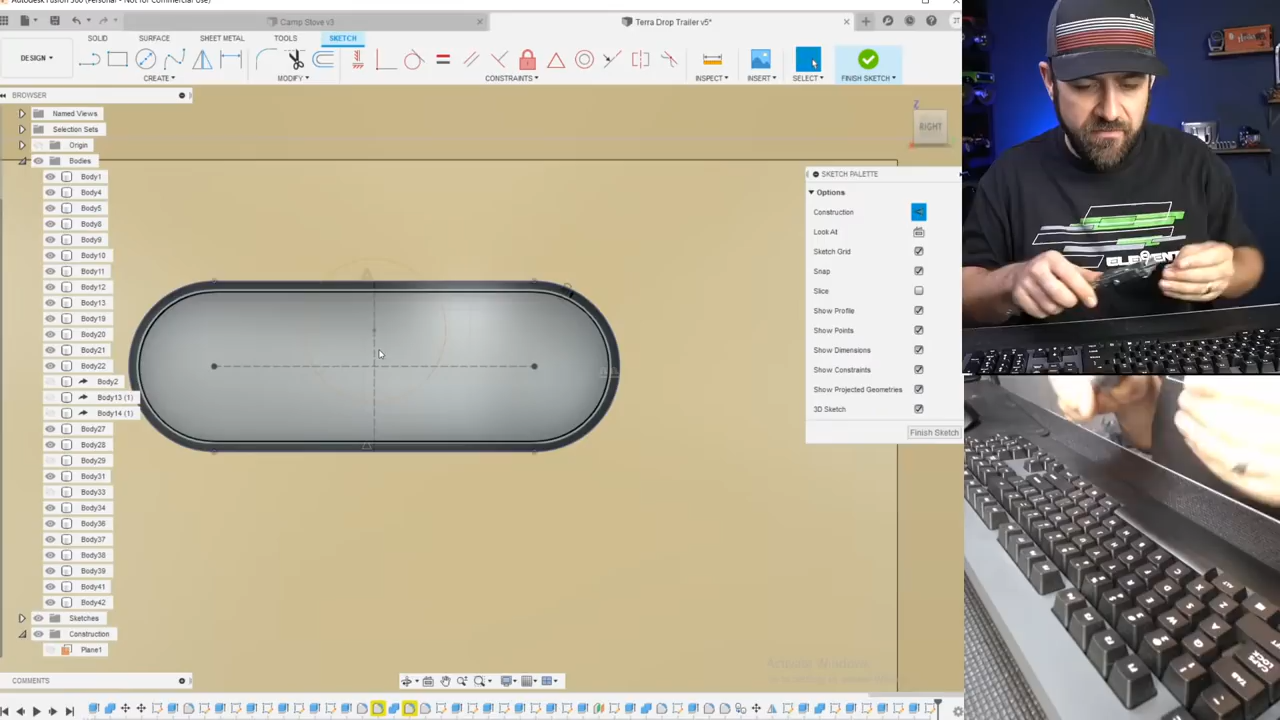 Autodesk Fusion 360 (Personal - Not for Commercial Use)
Camp Stove v3
Terra Drop Trailer v5*
DESIGN
SOLID
SURFACE
SHEET METAL
TOOLS
SKETCH
CREATE
MODIFY
CONSTRAINTS
INSPECT
INSERT
SELECT
FINISH SKETCH
BROWSER
Named Views
Selection Sets
Origin
Bodies
Body1
Body4
Body5
Body8
Body9
Body10
Body11
Body12
Body13
Body19
Body20
Body21
Body22
Body2
Body13 (1)
Body14 (1)
Body27
Body28
Body29
Body31
Body33
Body34
Body36
Body37
Body38
Body39
Body41
Body42
Sketches
Construction
Plane1
COMMENTS
Z
RIGHT
SKETCH PALETTE
Options
Construction
Look At
Sketch Grid
Snap
Slice
Show Profile
Show Points
Show Dimensions
Show Constraints
Show Projected Geometries
3D Sketch
Finish Sketch
Activate Windows
ELEMENT